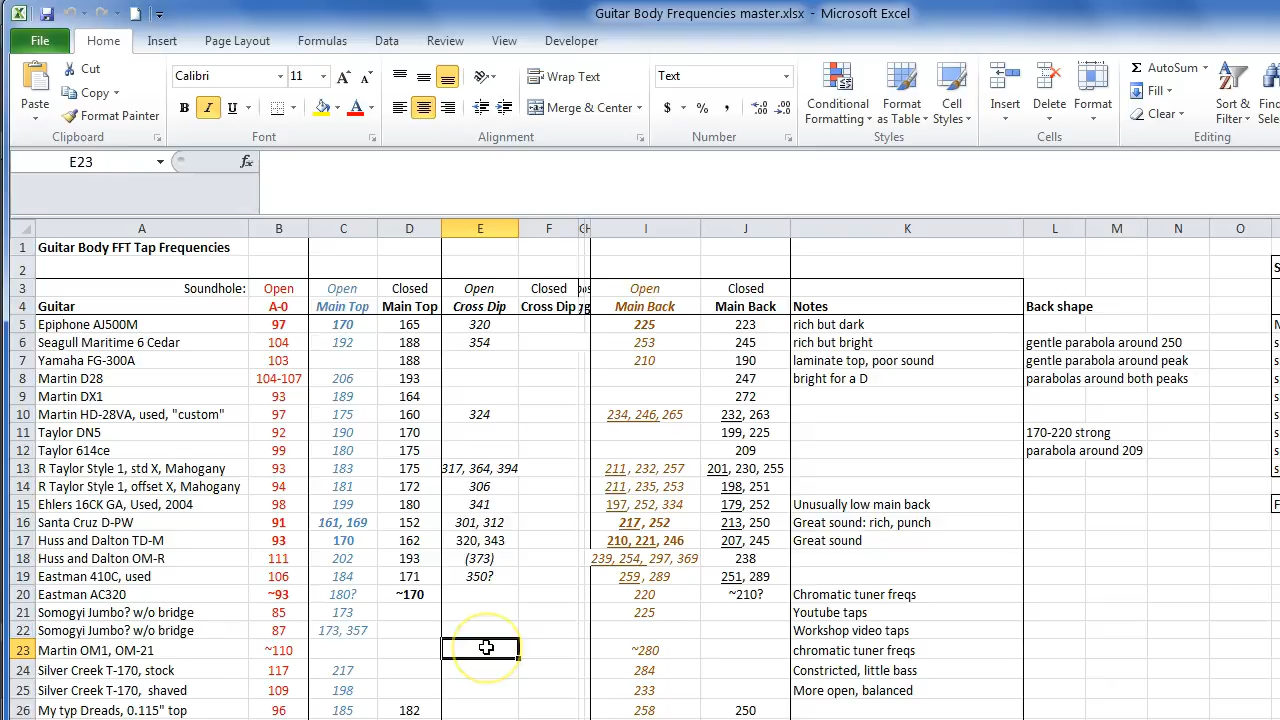 Guitar Body Frequencies master.xlsx - Microsoft Excel
File Home Insert Page Layout Formulas Data Review View Developer
Cut Calibri 11 Wrap Text Text AutoSum
Paste Copy Merge & Center $ % , Conditional Formatting Format as Table Cell Styles Insert Delete Format Fill Sort & Filter
Format Painter B I U A Clear
Clipboard Font Alignment Number Styles Cells Editing
E23 fx
A B C D E F G H I J K L M N O
1 Guitar Body FFT Tap Frequencies
2
3 Soundhole: Open Open Closed Open Closed Open Closed
4 Guitar A-0 Main Top Main Top Cross Dip Cross Dip Main Back Main Back Notes Back shape
5 Epiphone AJ500M 97 170 165 320 225 223 rich but dark
6 Seagull Maritime 6 Cedar 104 192 188 354 253 245 rich but bright gentle parabola around 250
7 Yamaha FG-300A 103 188 210 190 laminate top, poor sound gentle parabola around peak
8 Martin D28 104-107 206 193 247 bright for a D parabolas around both peaks
9 Martin DX1 93 189 164 272
10 Martin HD-28VA, used, "custom" 97 175 160 324 234, 246, 265 232, 263
11 Taylor DN5 92 190 170 199, 225 170-220 strong
12 Taylor 614ce 99 180 175 209 parabola around 209
13 R Taylor Style 1, std X, Mahogany 93 183 175 317, 364, 394 211 , 232, 257 201, 230, 255
14 R Taylor Style 1, offset X, Mahogany 94 181 172 306 211, 235, 253 198, 251
15 Ehlers 16CK GA, Used, 2004 98 199 180 341 197, 252, 334 179, 252 Unusually low main back
16 Santa Cruz D-PW 91 161, 169 152 301, 312 217, 252 213, 250 Great sound: rich, punch
17 Huss and Dalton TD-M 93 170 162 320, 343 210, 221, 246 207, 245 Great sound
18 Huss and Dalton OM-R 111 202 193 (373) 239, 254, 297, 369 238
19 Eastman 410C, used 106 184 171 350? 259, 289 251, 289
20 Eastman AC320 ~93 180? ~170 220 ~210? Chromatic tuner freqs
21 Somogyi Jumbo? w/o bridge 85 173 225 Youtube taps
22 Somogyi Jumbo? w/o bridge 87 173, 357 Workshop video taps
23 Martin OM1, OM-21 ~110 ~280 chromatic tuner freqs
24 Silver Creek T-170, stock 117 217 284 Constricted, little bass
25 Silver Creek T-170, shaved 109 198 233 More open, balanced
26 My typ Dreads, 0.115" top 96 185 182 258 250